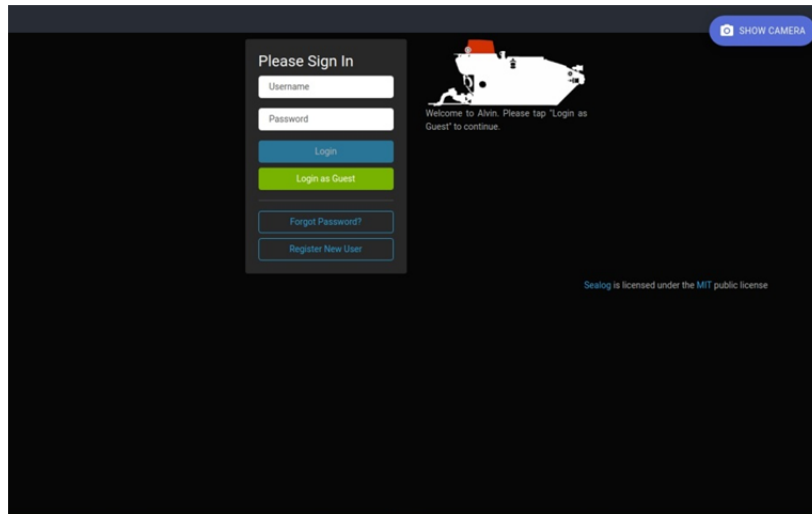 SHOW CAMERA
Please Sign In
Username
Password
Login
Login as Guest
Forgot Password?
Register New User
Welcome to Alvin. Please tap "Login as
Guest" to continue.
Sealog is licensed under the MIT public license